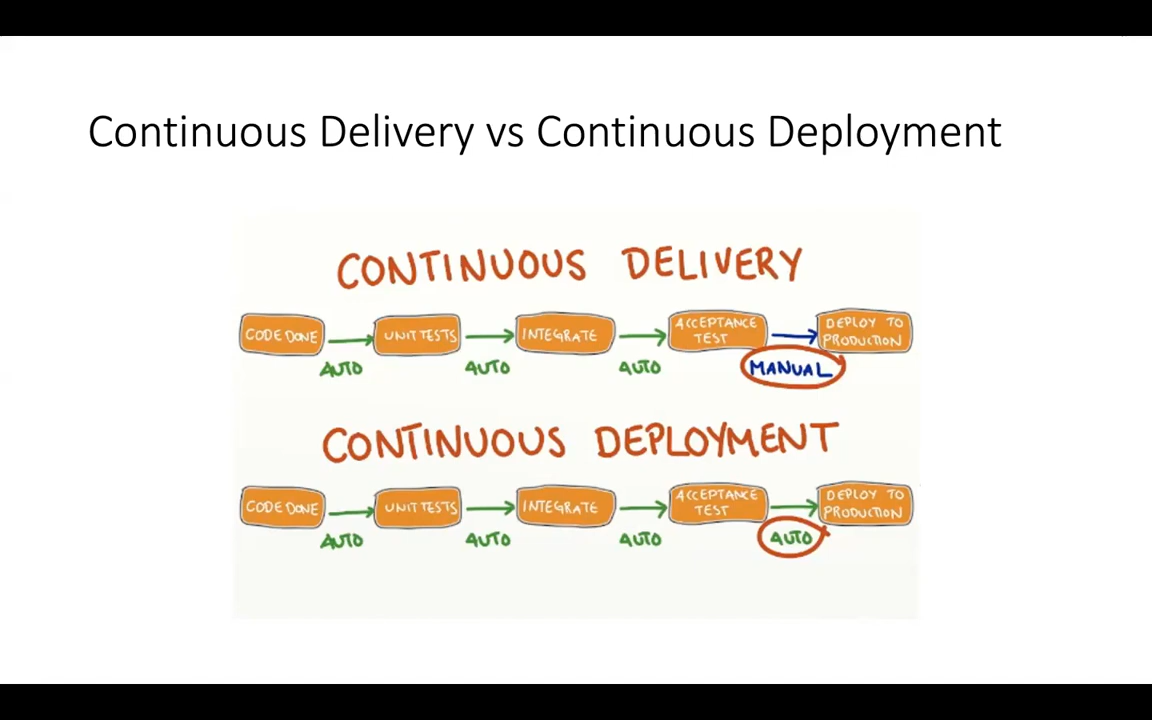 Continuous Delivery vs Continuous Deployment
CONTINUOUS DELIVERY
CODE DONE
UNIT TESTS
INTEGRATE
ACCEPTANCE
TEST
DEPLOY TO
PRODUCTION
AUTO
AUTO
AUTO
MANUAL
CONTINUOUS DEPLOYMENT
CODE DONE
UNIT TESTS
INTEGRATE
ACCEPTANCE
TEST
DEPLOY TO
PRODUCTION
AUTO
AUTO
AUTO
AUTO